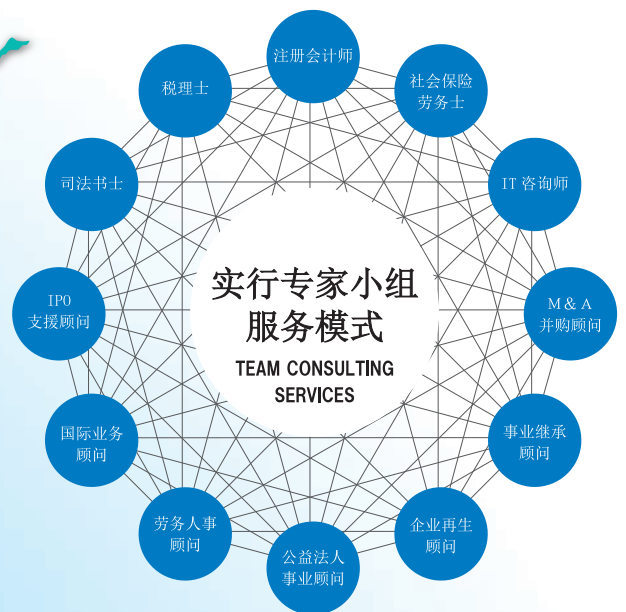 注册会计师
社会保险
劳务士
税理士
IT 咨询师
司法书士
M & A
并购顾问
IPO
支援顾问
实行专家小组
服务模式
TEAM CONSULTING
SERVICES
事业继承
顾问
国际业务
顾问
企业再生
顾问
劳务人事
顾问
公益法人
事业顾问